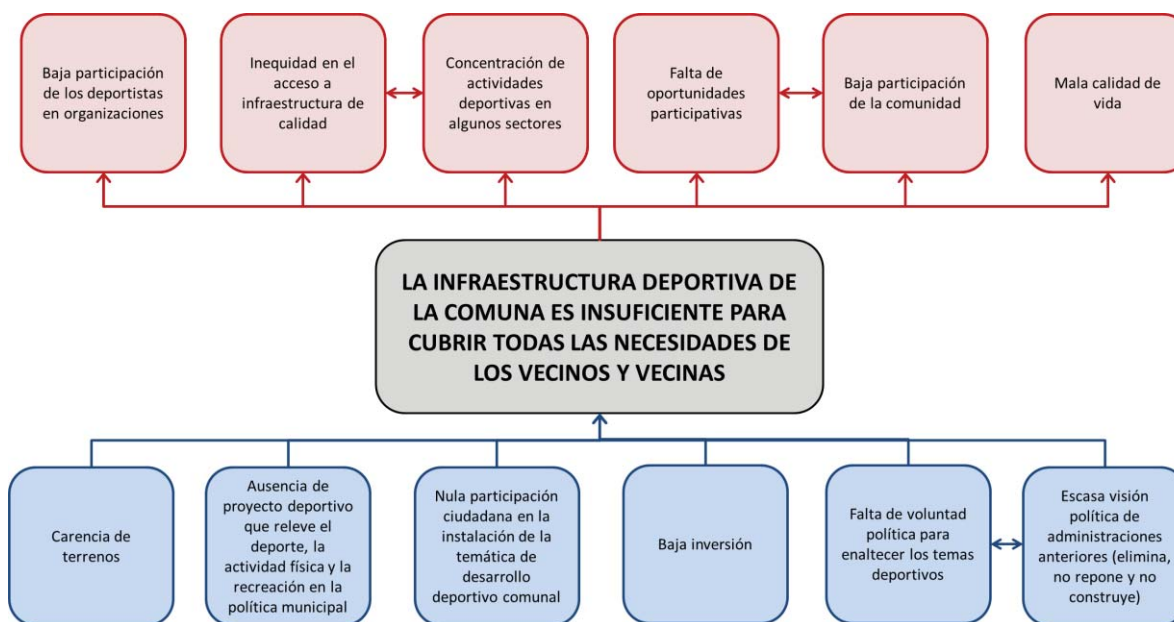 Baja participación
de los deportistas
en organizaciones
Inequidad en el
acceso a
infraestructura de
calidad
Concentración de
actividades
deportivas en
algunos sectores
Falta de
oportunidades
participativas
Baja participación
de la comunidad
Mala calidad de
vida
LA INFRAESTRUCTURA DEPORTIVA DE
LA COMUNA ES INSUFICIENTE PARA
CUBRIR TODAS LAS NECESIDADES DE
LOS VECINOS Y VECINAS
Carencia de
terrenos
Ausencia de
proyecto deportivo
que releve el
deporte, la
actividad física y la
recreación en la
política municipal
Nula participación
ciudadana en la
instalación de la
temática de
desarrollo
deportivo comunal
Baja inversión
Falta de voluntad
política para
enaltecer los temas
deportivos
Escasa visión
política de
administraciones
anteriores (elimina,
no repone y no
construye)